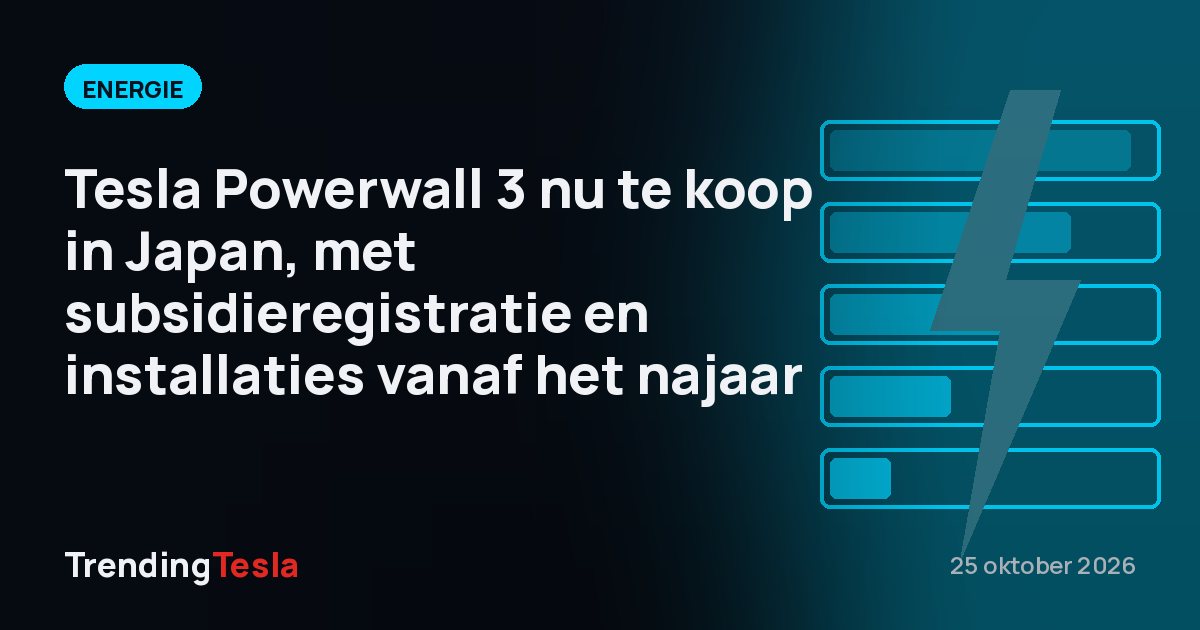 ENERGIE
Tesla Powerwall 3 nu te koop
in Japan, met
subsidieregistratie en
installaties vanaf het najaar
TrendingTesla
25 oktober 2026